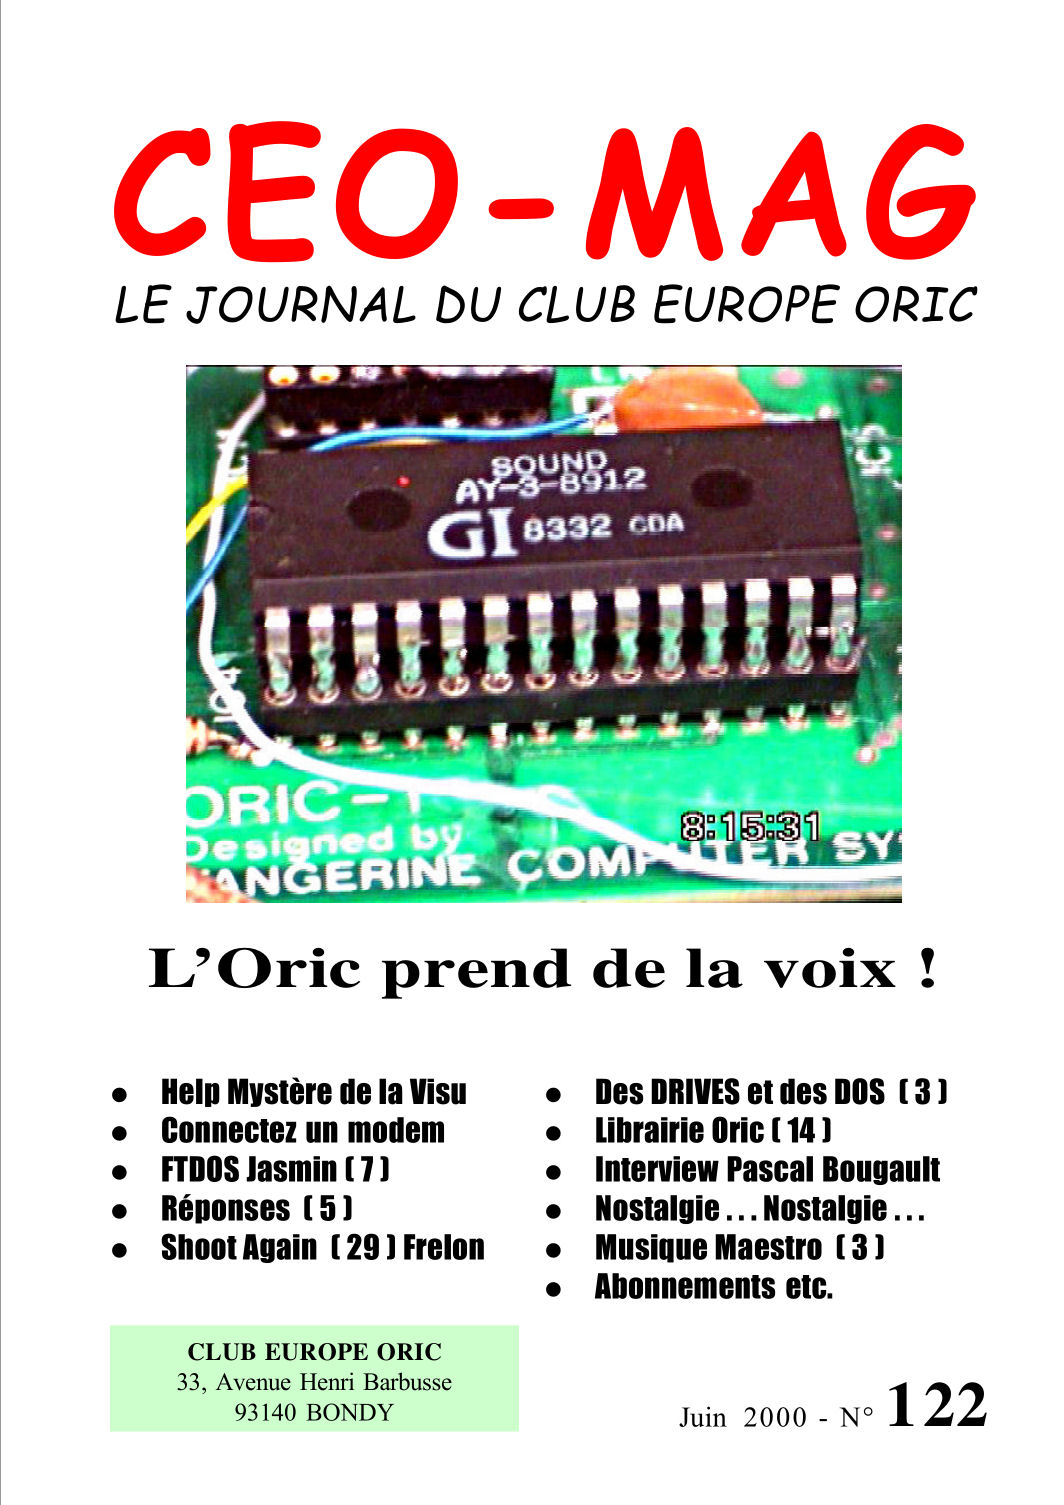 CEO-MAG
LE JOURNAL DU CLUB EUROPE ORIC
SOUND
AY-3-8912
GI 8332 CDA
ORIC-1
Designed by
TANGERINE COMPUTER SY
8:15:31
L’Oric prend de la voix !
● Help Mystère de la Visu
● Connectez un modem
● FTDOS Jasmin ( 7 )
● Réponses ( 5 )
● Shoot Again ( 29 ) Frelon
● Des DRIVES et des DOS ( 3 )
● Librairie Oric ( 14 )
● Interview Pascal Bougault
● Nostalgie . . . Nostalgie . . .
● Musique Maestro ( 3 )
● Abonnements etc.
CLUB EUROPE ORIC
33, Avenue Henri Barbusse
93140 BONDY
Juin 2000 - N° 122